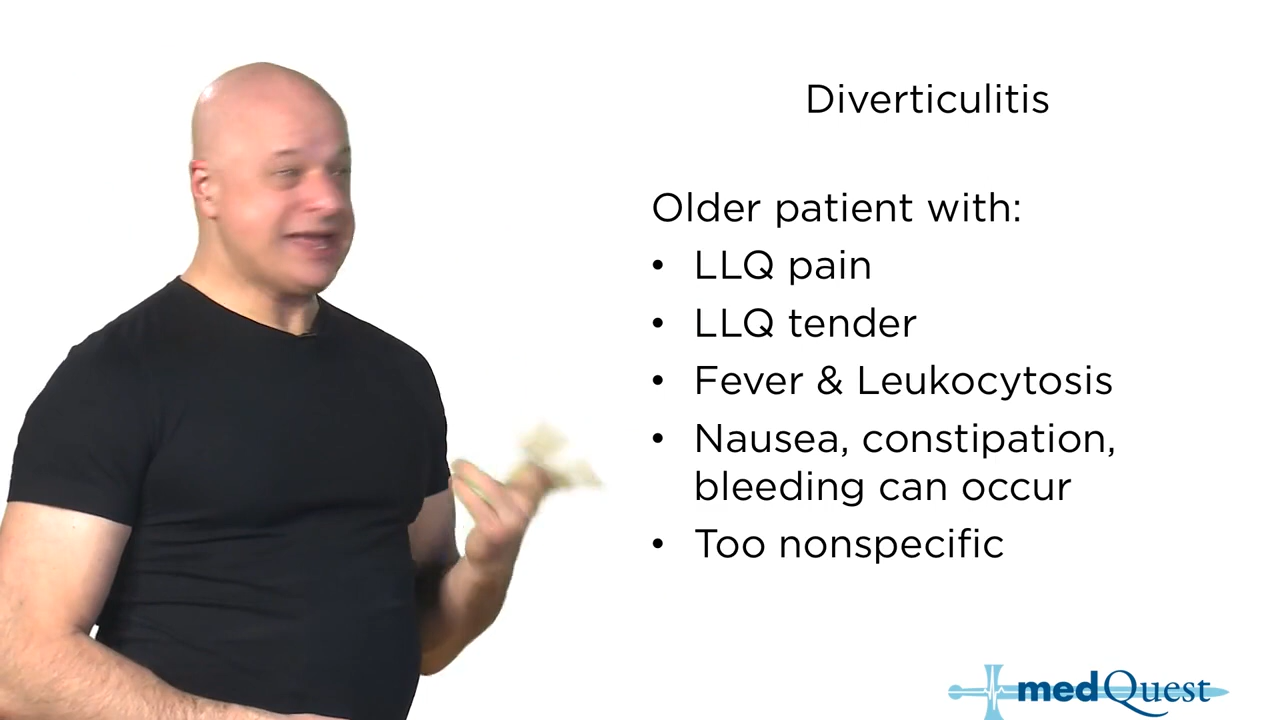 Diverticulitis
Older patient with:
• LLQ pain
• LLQ tender
• Fever & Leukocytosis
• Nausea, constipation,
bleeding can occur
• Too nonspecific
medQuest